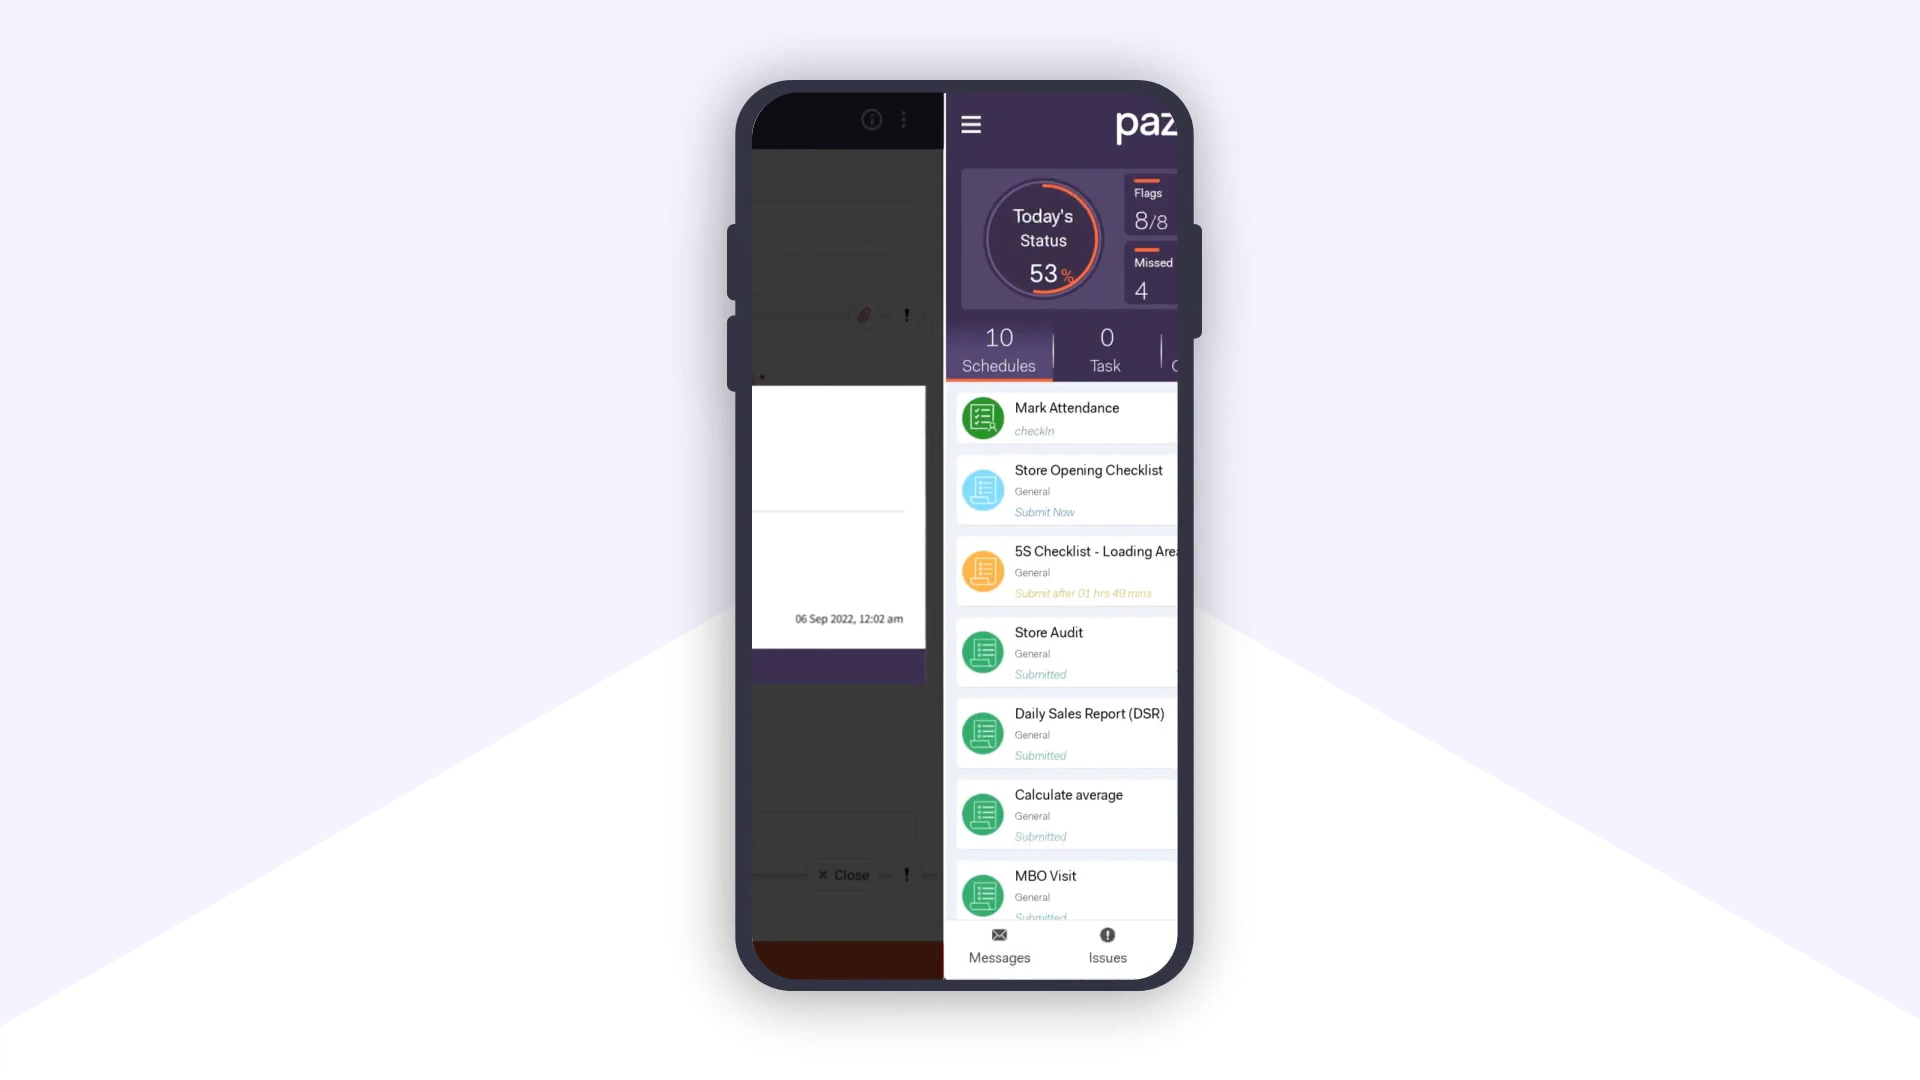 paz
Today's
Status
53 %
Flags
8/8
Missed
4
10
Schedules
0
Task
Mark Attendance
checkIn
Store Opening Checklist
General
Submit Now
5S Checklist - Loading Area
General
Submit after 01 hrs 49 mins
Store Audit
General
Submitted
Daily Sales Report (DSR)
General
Submitted
Calculate average
General
Submitted
MBO Visit
General
Submitted
Messages
Issues
06 Sep 2022, 12:02 am
Close